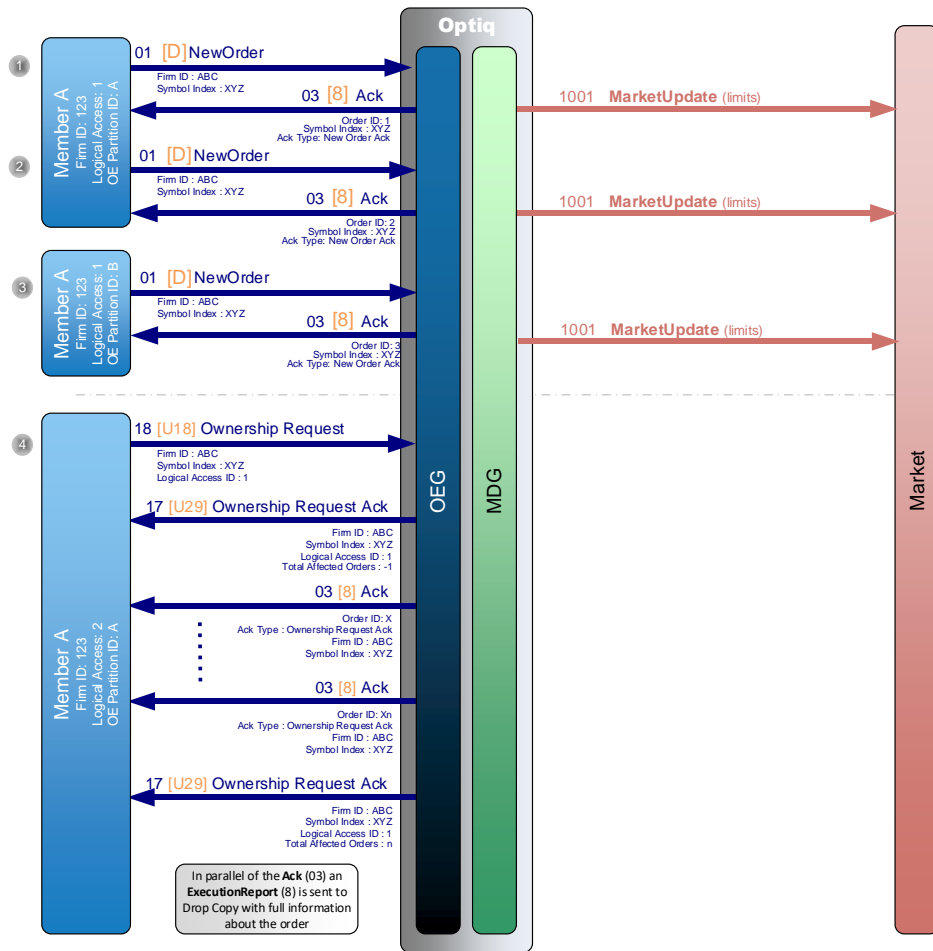 Optiq
1
Member A
Firm ID: 123
Logical Access: 1
OE Partition ID: A
01 [D] NewOrder
Firm ID : ABC
Symbol Index : XYZ
03 [8] Ack
Order ID: 1
Symbol Index : XYZ
Ack Type: New Order Ack
1001 MarketUpdate (limits)
2
01 [D] NewOrder
Firm ID : ABC
Symbol Index : XYZ
03 [8] Ack
Order ID: 2
Symbol Index : XYZ
Ack Type: New Order Ack
1001 MarketUpdate (limits)
3
Member A
Firm ID: 123
Logical Access: 1
OE Partition ID: B
01 [D] NewOrder
Firm ID : ABC
Symbol Index : XYZ
03 [8] Ack
Order ID: 3
Symbol Index : XYZ
Ack Type: New Order Ack
1001 MarketUpdate (limits)
OEG
MDG
Market
4
Member A
Firm ID: 123
Logical Access: 2
OE Partition ID: A
18 [U18] Ownership Request
Firm ID : ABC
Symbol Index : XYZ
Logical Access ID : 1
17 [U29] Ownership Request Ack
Firm ID : ABC
Symbol Index : XYZ
Logical Access ID : 1
Total Affected Orders : -1
03 [8] Ack
Order ID: X
Ack Type : Ownership Request Ack
Firm ID : ABC
Symbol Index : XYZ
03 [8] Ack
Order ID: Xn
Ack Type : Ownership Request Ack
Firm ID : ABC
Symbol Index : XYZ
17 [U29] Ownership Request Ack
Firm ID : ABC
Symbol Index : XYZ
Logical Access ID : 1
Total Affected Orders : n
In parallel of the Ack (03) an
ExecutionReport (8) is sent to
Drop Copy with full information
about the order